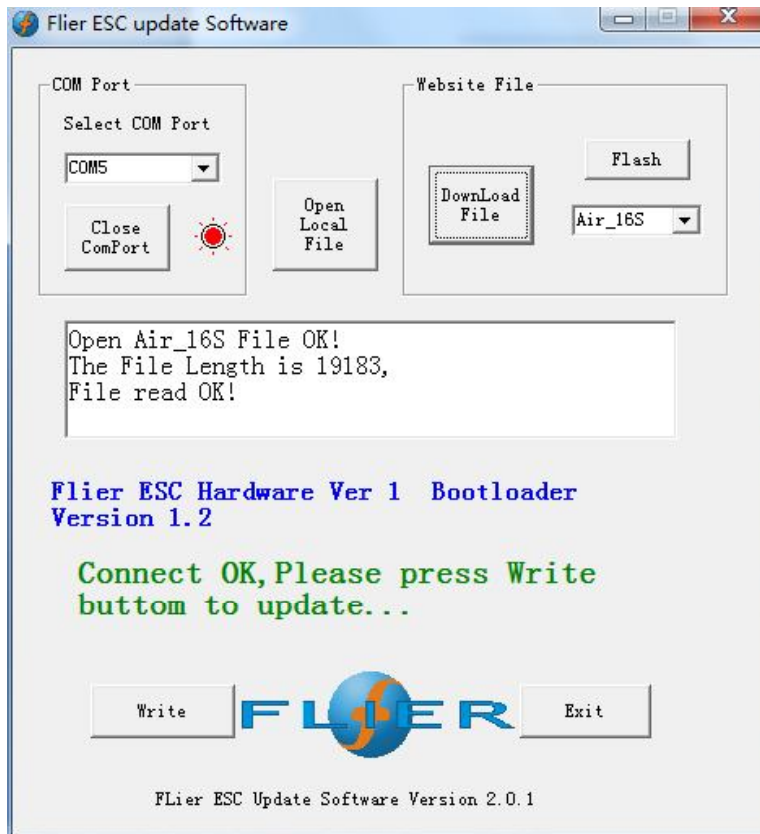 Flier ESC update Software
COM Port
Select COM Port
COM5
Close
ComPort
Open
Local
File
Website File
DownLoad
File
Flash
Air_16S
Open Air_16S File OK!
The File Length is 19183,
File read OK!
Flier ESC Hardware Ver 1  Bootloader
Version 1.2
Connect OK,Please press Write
buttom to update...
Write
FLIER
Exit
FLier ESC Update Software Version 2.0.1